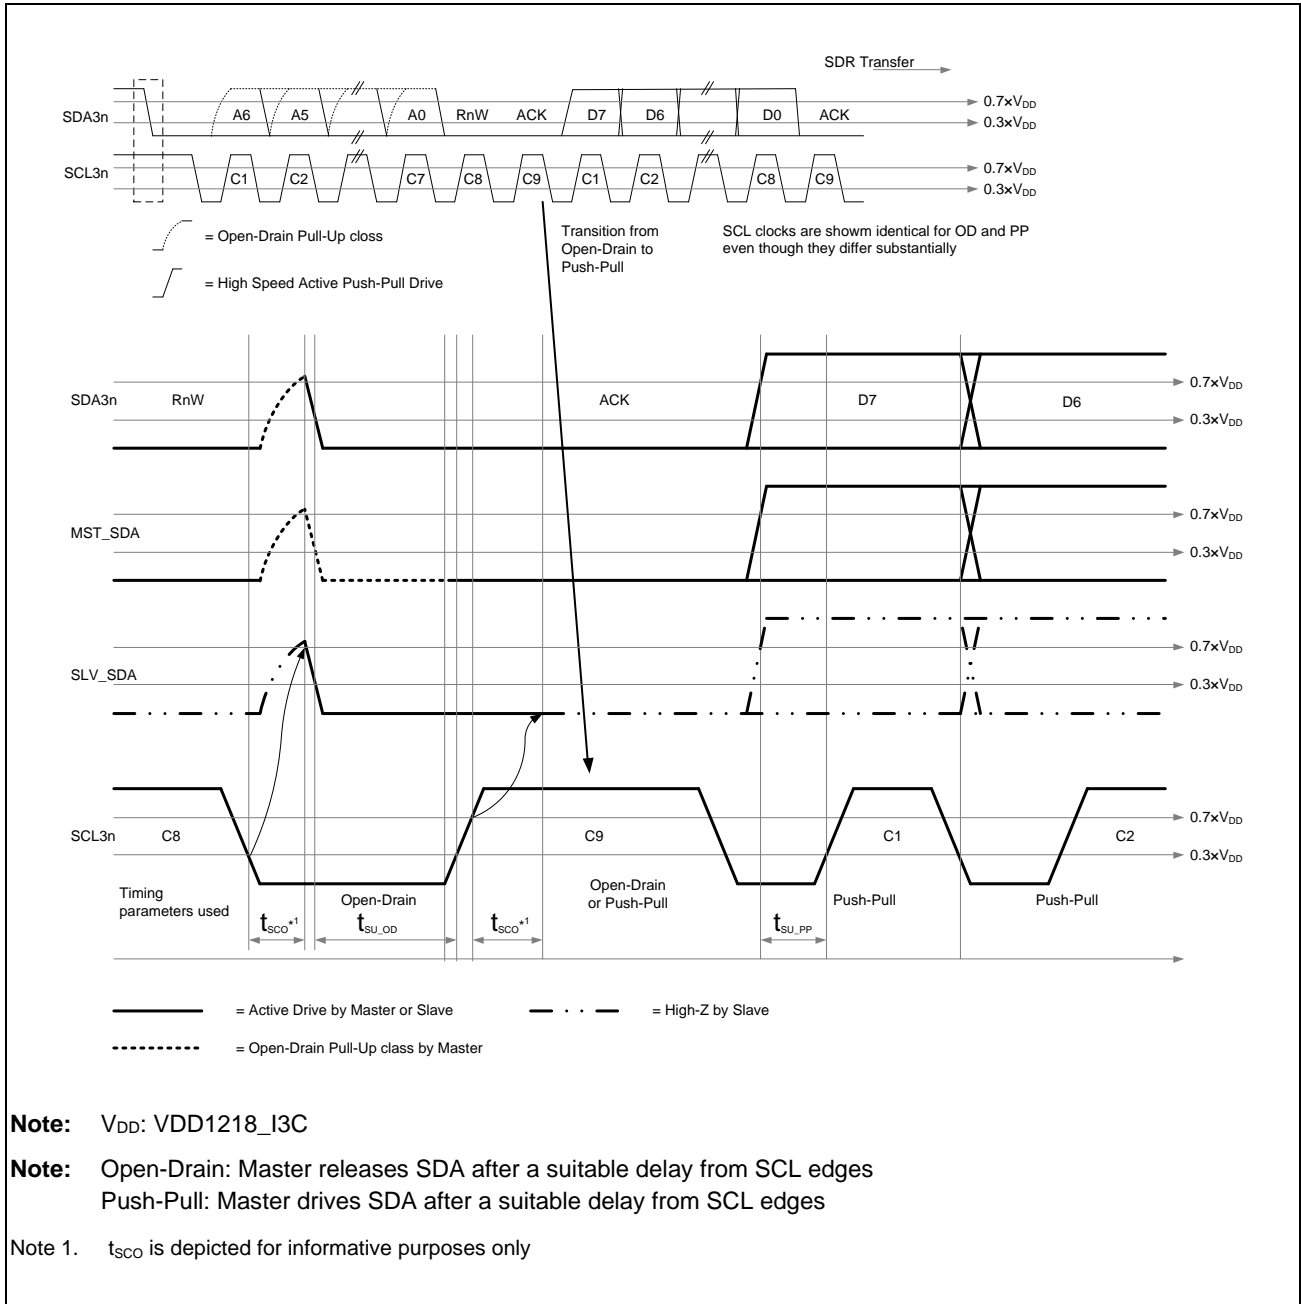 SDR Transfer
SDA3n
A6 A5 A0 RnW ACK D7 D6 D0 ACK
0.7×VDD
0.3×VDD
SCL3n
C1 C2 C7 C8 C9 C1 C2 C8 C9
0.7×VDD
0.3×VDD
= Open-Drain Pull-Up closs
= High Speed Active Push-Pull Drive
Transition from
Open-Drain to
Push-Pull
SCL clocks are showm identical for OD and PP
even though they differ substantially
SDA3n RnW ACK D7 D6
0.7×VDD
0.3×VDD
MST_SDA
0.7×VDD
0.3×VDD
SLV_SDA
0.7×VDD
0.3×VDD
SCL3n C8 C9 C1 C2
0.7×VDD
0.3×VDD
Timing
parameters used
Open-Drain
Open-Drain
or Push-Pull
Push-Pull
Push-Pull
tSCO*1 tSU_OD tSCO*1 tSU_PP
= Active Drive by Master or Slave
= High-Z by Slave
= Open-Drain Pull-Up class by Master
Note: VDD: VDD1218_I3C
Note: Open-Drain: Master releases SDA after a suitable delay from SCL edges
Push-Pull: Master drives SDA after a suitable delay from SCL edges
Note 1. tSCO is depicted for informative purposes only